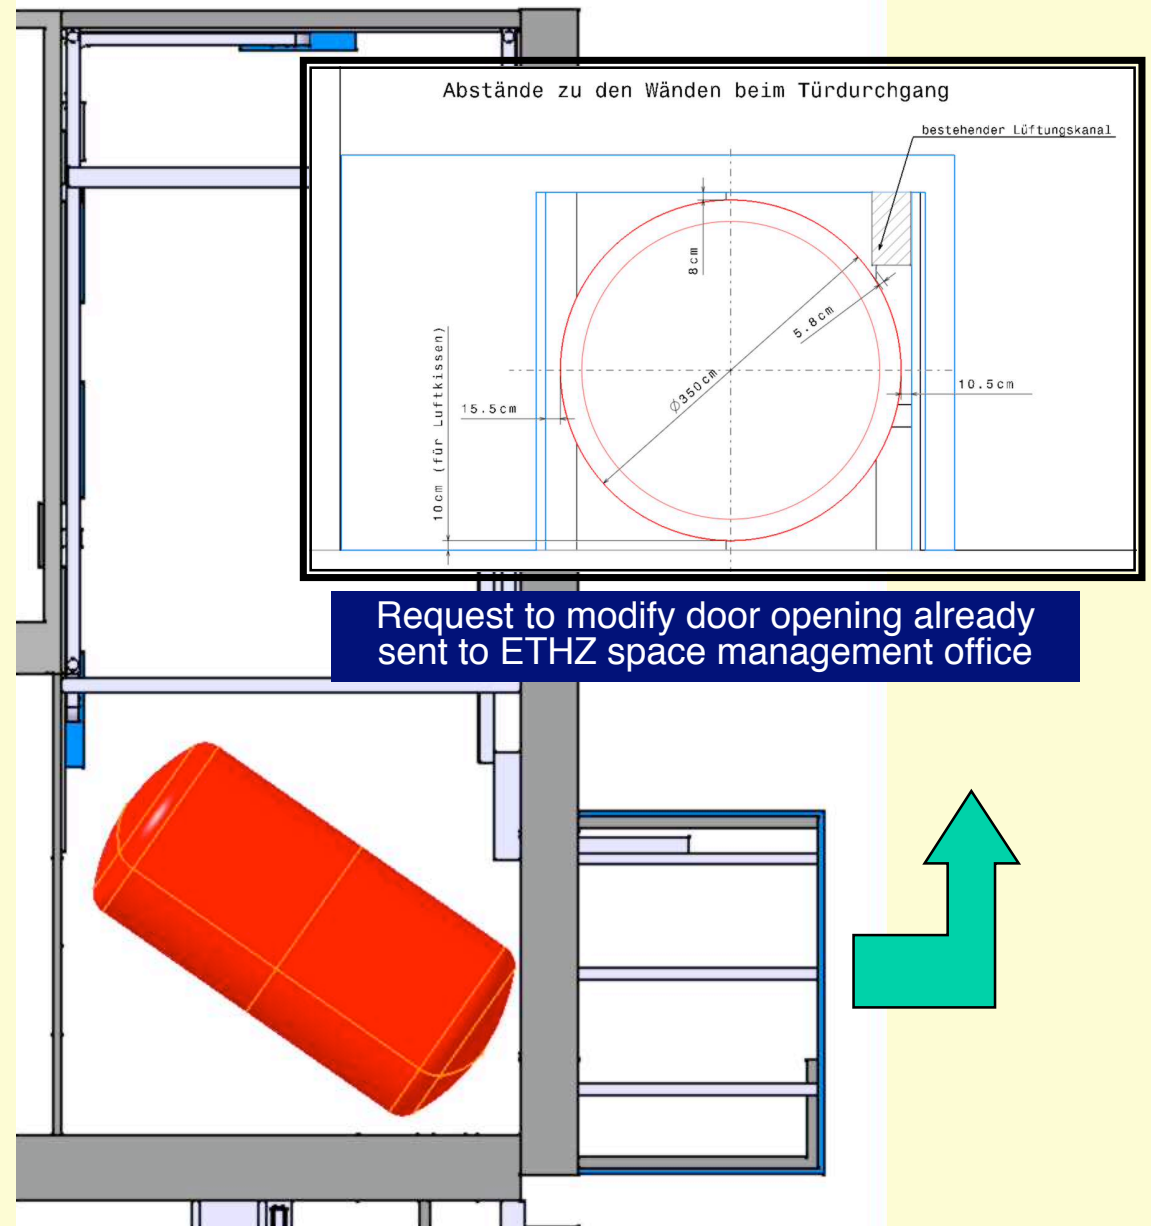 Abstände zu den Wänden beim Türdurchgang
bestehender Lüftungskanal
8cm
5.8cm
Ø350cm
10.5cm
15.5cm
10cm (für Luftkissen)
Request to modify door opening already
sent to ETHZ space management office